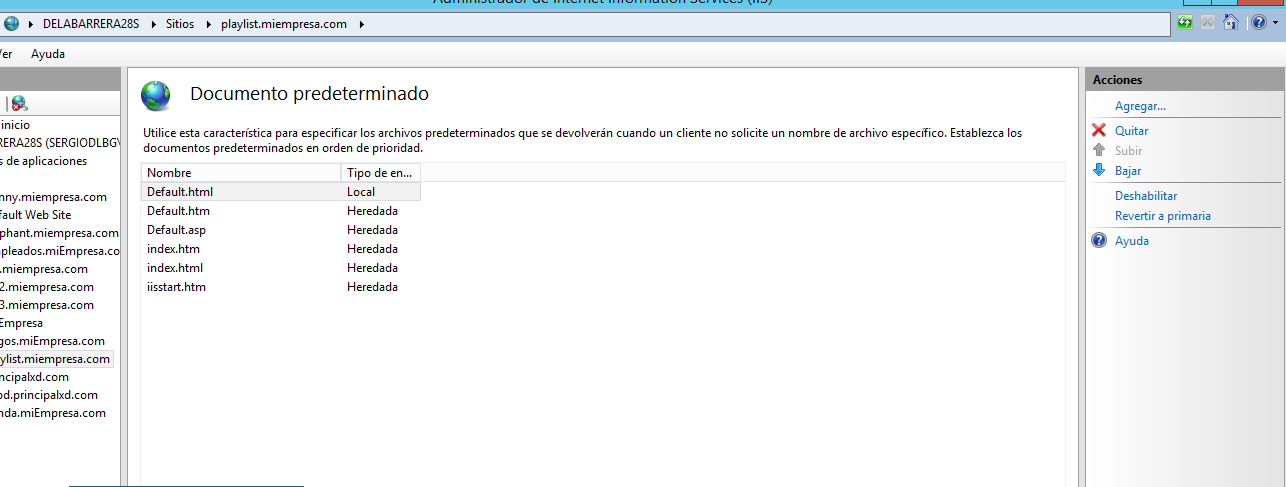 Administrador de Internet Information Services (IIS)
DELABARRERA28S Sitios playlist.miempresa.com
Ver Ayuda
inicio
RERA28S (SERGIODLBG\
s de aplicaciones
nny.miempresa.com
fault Web Site
phant.miempresa.com
pleados.miEmpresa.co
.miempresa.com
2.miempresa.com
3.miempresa.com
Empresa
gos.miEmpresa.com
ylist.miempresa.com
ncipalxd.com
od.principalxd.com
nda.miEmpresa.com
Documento predeterminado
Utilice esta característica para especificar los archivos predeterminados que se devolverán cuando un cliente no solicite un nombre de archivo específico. Establezca los
documentos predeterminados en orden de prioridad.
Nombre Tipo de en...
Default.html Local
Default.htm Heredada
Default.asp Heredada
index.htm Heredada
index.html Heredada
iisstart.htm Heredada
Acciones
Agregar...
Quitar
Subir
Bajar
Deshabilitar
Revertir a primaria
Ayuda